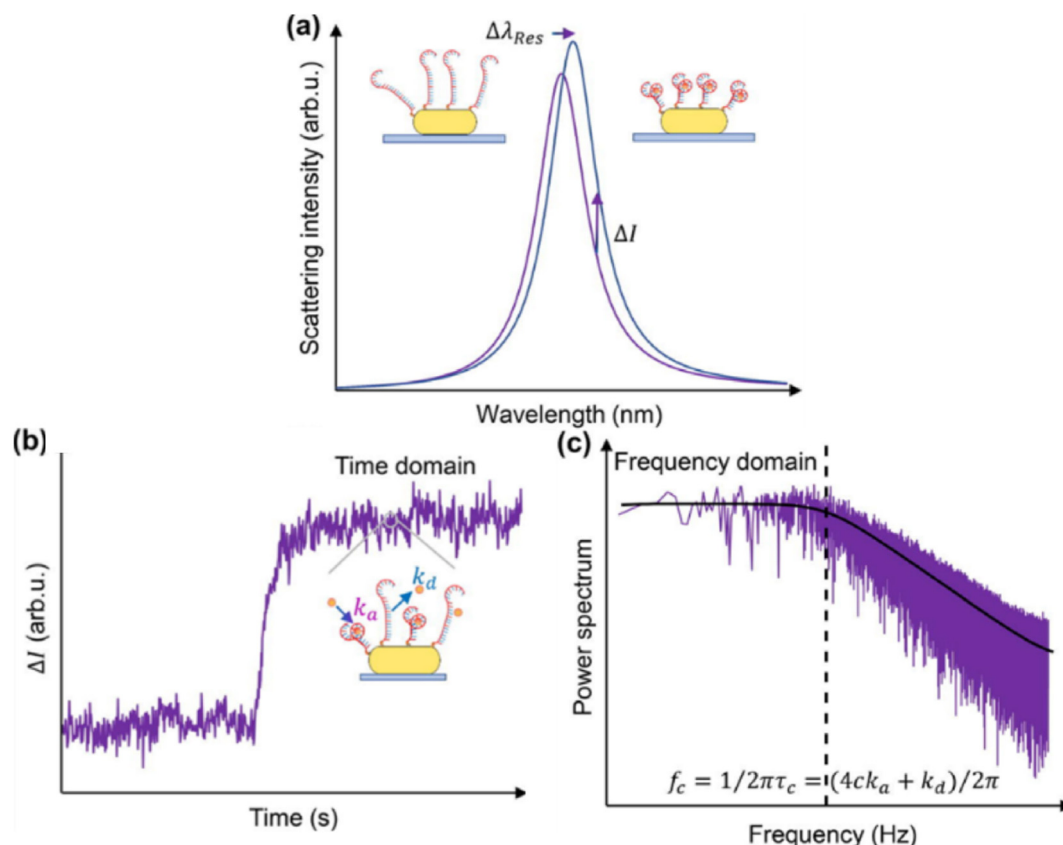 (a)
Δλ_Res
Scattering intensity (arb.u.)
ΔI
Wavelength (nm)
(b)
Time domain
k_d
k_a
ΔI (arb.u.)
Time (s)
(c)
Frequency domain
Power spectrum
f_c = 1/2πτ_c = (4ck_a + k_d)/2π
Frequency (Hz)